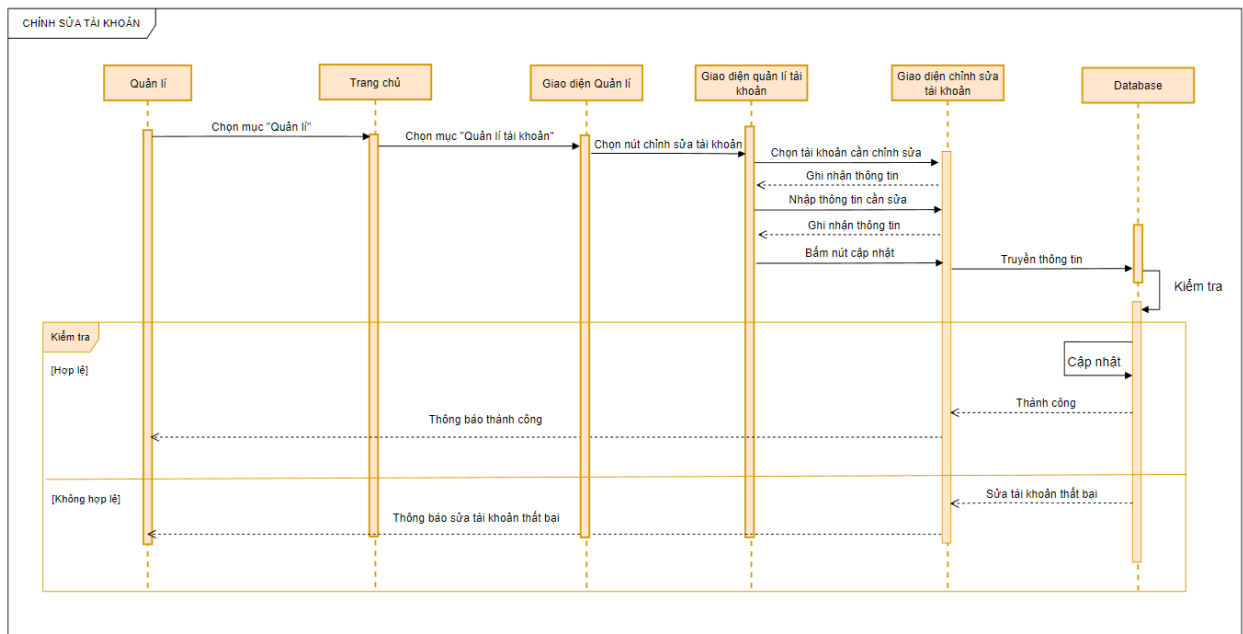 CHỈNH SỬA TÀI KHOẢN
Quản lí
Trang chủ
Giao diện Quản lí
Giao diện quản lí tải
khoản
Giao diện chỉnh sửa
tải khoản
Database
Chọn mục "Quản lí"
Chọn mục "Quản lí tải khoản"
Chọn nút chỉnh sửa tài khoản
Chọn tài khoản cần chỉnh sửa
Ghi nhận thông tin
Nhập thông tin cần sửa
Ghi nhận thông tin
Bấm nút cập nhật
Truyền thông tin
Kiểm tra
Kiểm tra
[Hợp lệ]
Cập nhật
Thành công
Thông báo thành công
[Không hợp lệ]
Sửa tài khoản thất bại
Thông báo sửa tài khoản thất bại